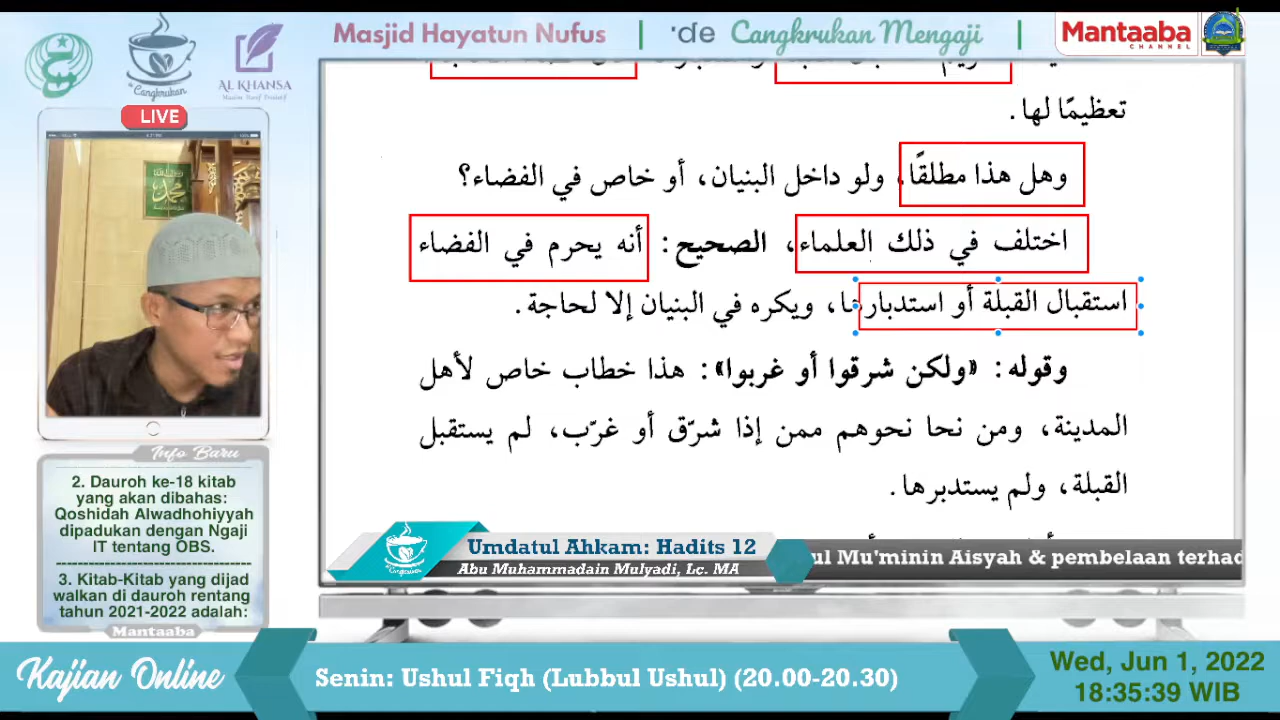 Masjid Hayatun Nufus | 'de Cangkrukan Mengaji |
Mantaaba
CHANNEL
Cangkrukan
AL KHANSA
LIVE
تعظيمًا لها.
وهل هذا مطلقًا، ولو داخل البنيان، أو خاص في الفضاء؟
اختلف في ذلك العلماء، الصحيح: أنه يحرم في الفضاء
استقبال القبلة أو استدبارها، ويكره في البنيان إلا لحاجة.
وقوله: «ولكن شرقوا أو غربوا»: هذا خطاب خاص لأهل
المدينة، ومن نحا نحوهم ممن إذا شرّق أو غرّب، لم يستقبل
القبلة، ولم يستدبرها.
Info Baru
2. Dauroh ke-18 kitab
yang akan dibahas:
Qoshidah Alwadhohiyyah
dipadukan dengan Ngaji
IT tentang OBS.
3. Kitab-Kitab yang dijad
walkan di dauroh rentang
tahun 2021-2022 adalah:
Mantaaba
Umdatul Ahkam: Hadits 12
Abu Muhammadain Mulyadi, Lc. MA
ul Mu'minin Aisyah & pembelaan terhad
Kajian Online
Senin: Ushul Fiqh (Lubbul Ushul) (20.00-20.30)
Wed, Jun 1, 2022
18:35:39 WIB